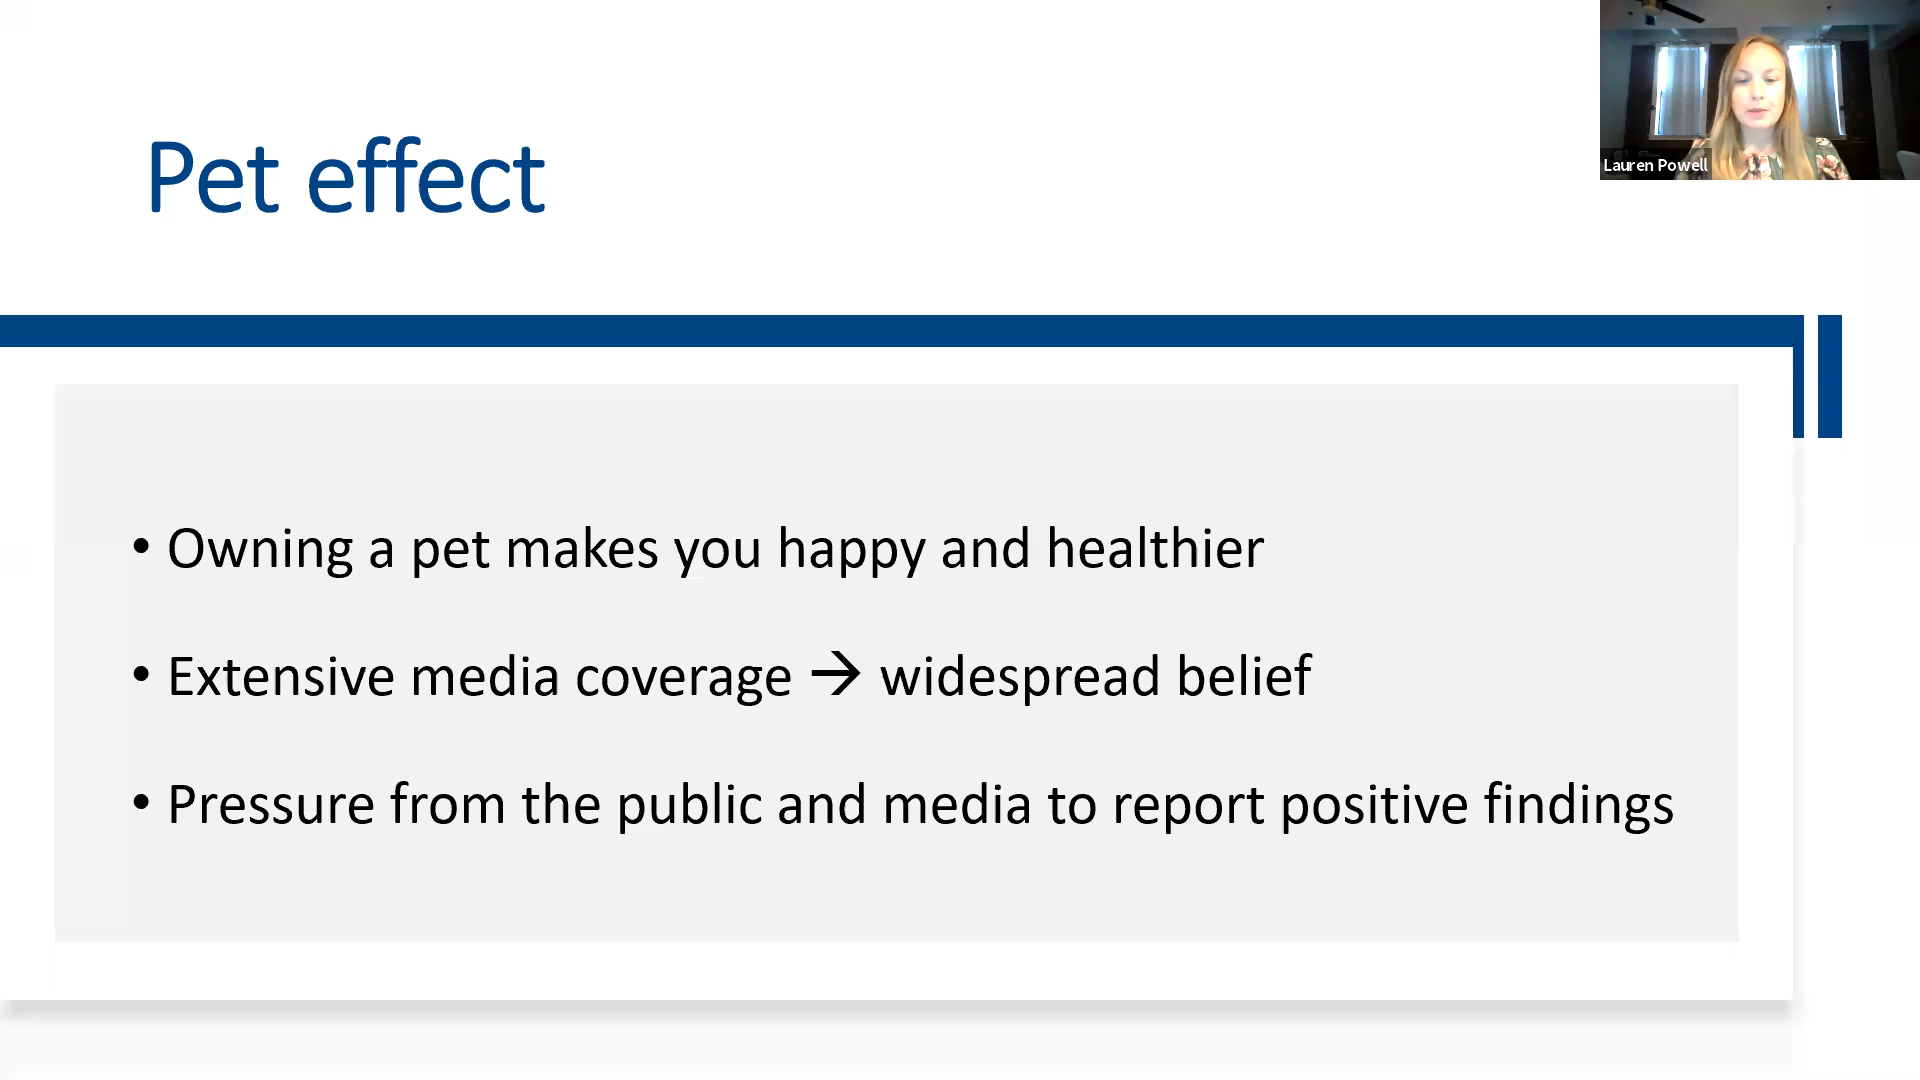 Pet effect
Lauren Powell
• Owning a pet makes you happy and healthier
• Extensive media coverage → widespread belief
• Pressure from the public and media to report positive findings